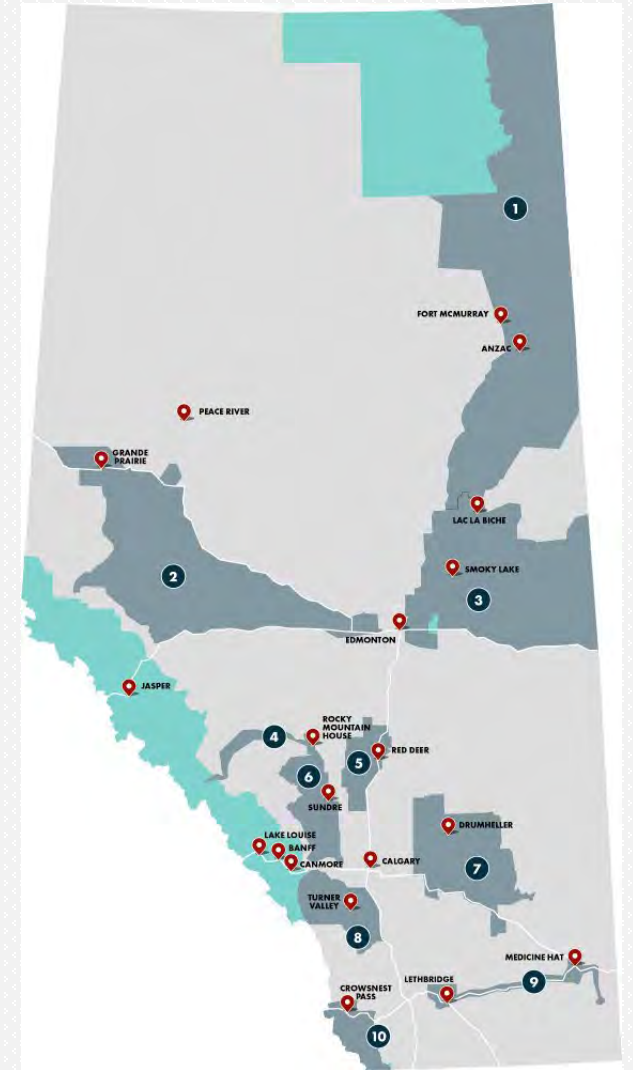 1
FORT MCMURRAY
ANZAC
PEACE RIVER
GRANDE
PRAIRIE
LAC LA BICHE
2
SMOKY LAKE
3
EDMONTON
JASPER
ROCKY
MOUNTAIN
HOUSE
4
RED DEER
5
6
SUNDRE
DRUMHELLER
LAKE LOUISE
BANFF
CANMORE
CALGARY
7
TURNER
VALLEY
8
MEDICINE HAT
LETHBRIDGE
9
CROWSNEST
PASS
10